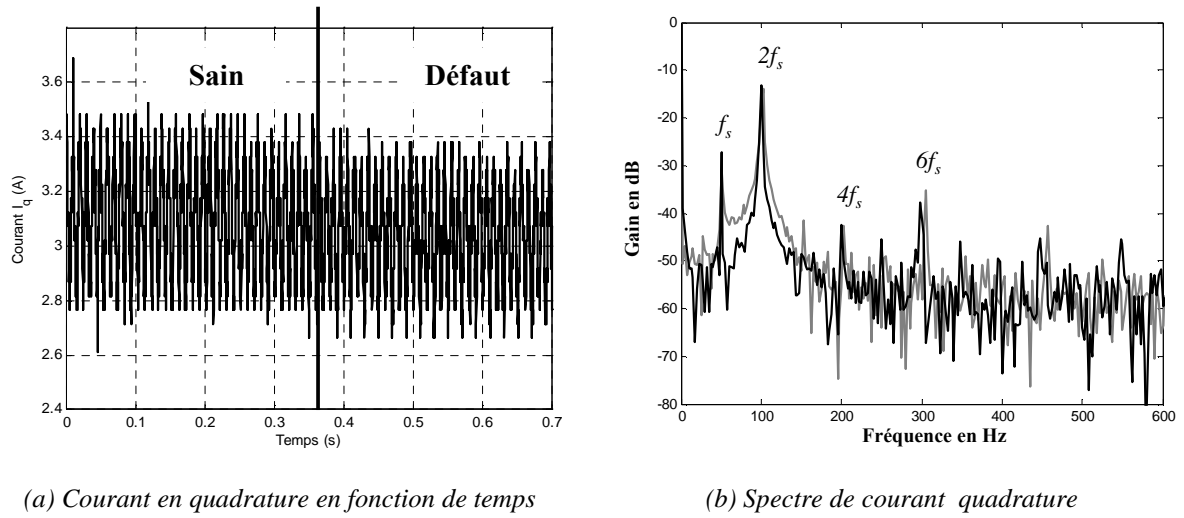 Sain
Défaut
Courant I_q (A)
3.6
3.4
3.2
3
2.8
2.6
2.4
0 0.1 0.2 0.3 0.4 0.5 0.6 0.7
Temps (s)
(a) Courant en quadrature en fonction de temps
2f_s
f_s
6f_s
4f_s
Gain en dB
0
-10
-20
-30
-40
-50
-60
-70
-80
0 100 200 300 400 500 600
Fréquence en Hz
(b) Spectre de courant quadrature